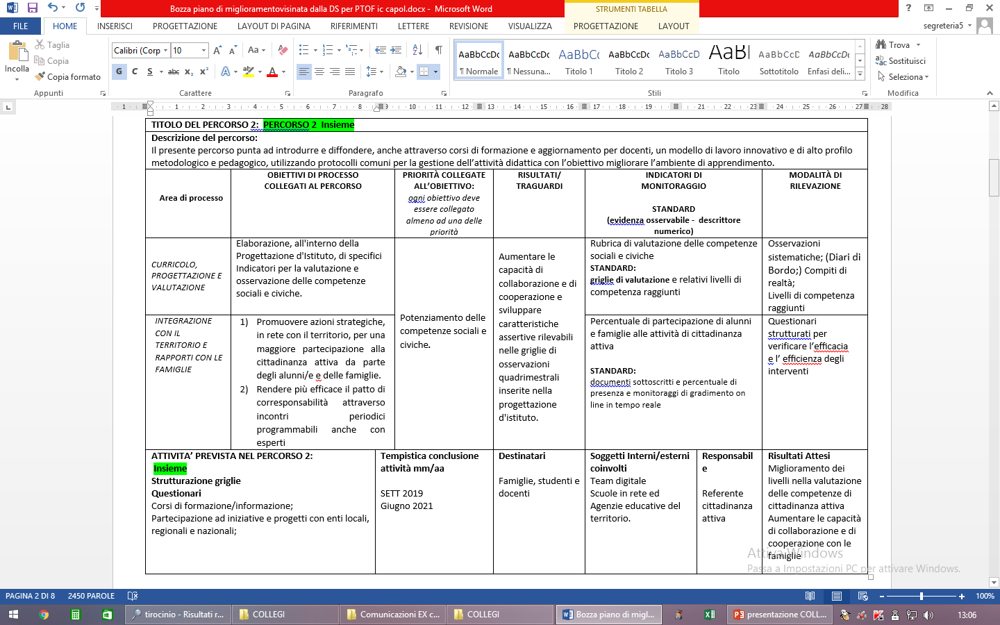 Bozza piano di miglioramentovisinata dalla DS per PTOF ic capol.docx - Microsoft Word
STRUMENTI TABELLA
FILE
HOME
INSERISCI
PROGETTAZIONE
LAYOUT DI PAGINA
RIFERIMENTI
LETTERE
REVISIONE
VISUALIZZA
PROGETTAZIONE
LAYOUT
segreteria5
Incolla
Taglia
Copia
Copia formato
Appunti
Calibri (Corp
10
Carattere
Paragrafo
AaBbCcDc
¶ Normale
AaBbCcDc
¶ Nessuna...
AaBbCc
Titolo 1
AaBbCc
Titolo 2
AaBbCcD
Titolo 3
AaBl
Titolo
AaBbCcD
Sottotitolo
AaBbCcDc
Enfasi deli...
Stili
Trova
Sostituisci
Seleziona
Modifica
TITOLO DEL PERCORSO 2: PERCORSO 2 Insieme
Descrizione del percorso:
Il presente percorso punta ad introdurre e diffondere, anche attraverso corsi di formazione e aggiornamento per docenti, un modello di lavoro innovativo e di alto profilo
metodologico e pedagogico, utilizzando protocolli comuni per la gestione dell'attività didattica con l'obiettivo migliorare l'ambiente di apprendimento.
Area di processo
OBIETTIVI DI PROCESSO
COLLEGATI AL PERCORSO
PRIORITÀ COLLEGATE
ALL'OBIETTIVO:
ogni obiettivo deve
essere collegato
almeno ad una delle
priorità
RISULTATI/
TRAGUARDI
INDICATORI DI
MONITORAGGIO
STANDARD
(evidenza osservabile - descrittore
numerico)
MODALITÀ DI
RILEVAZIONE
CURRICOLO,
PROGETTAZIONE E
VALUTAZIONE
Elaborazione, all'interno della
Progettazione d'Istituto, di specifici
Indicatori per la valutazione e
osservazione delle competenze
sociali e civiche.
Potenziamento delle
competenze sociali e
civiche.
Aumentare le
capacità di
collaborazione e di
cooperazione e
sviluppare
caratteristiche
assertive rilevabili
nelle griglie di
osservazioni
quadrimestrali
inserite nella
progettazione
d'istituto.
Rubrica di valutazione delle competenze
sociali e civiche
STANDARD:
griglie di valutazione e relativi livelli di
competenza raggiunti
Osservazioni
sistematiche; (Diari di
Bordo;) Compiti di
realtà;
Livelli di competenza
raggiunti
INTEGRAZIONE
CON IL
TERRITORIO E
RAPPORTI CON LE
FAMIGLIE
1) Promuovere azioni strategiche,
in rete con il territorio, per una
maggiore partecipazione alla
cittadinanza attiva da parte
degli alunni/e e delle famiglie.
2) Rendere più efficace il patto di
corresponsabilità attraverso
incontri periodici
programmabili anche con
esperti
Percentuale di partecipazione di alunni
e famiglie alle attività di cittadinanza
attiva
STANDARD:
documenti sottoscritti e percentuale di
presenza e monitoraggi di gradimento on
line in tempo reale
Questionari
strutturati per
verificare l'efficacia
e l' efficienza degli
interventi
ATTIVITA' PREVISTA NEL PERCORSO 2:
Insieme
Strutturazione griglie
Questionari
Corsi di formazione/informazione;
Partecipazione ad iniziative e progetti con enti locali,
regionali e nazionali;
Tempistica conclusione
attività mm/aa
SETT 2019
Giugno 2021
Destinatari
Famiglie, studenti e
docenti
Soggetti Interni/esterni
coinvolti
Team digitale
Scuole in rete ed
Agenzie educative del
territorio.
Responsabil
e
Referente
cittadinanza
attiva
Risultati Attesi
Miglioramento dei
livelli nella valutazione
delle competenze di
cittadinanza attiva
Aumentare le capacità
di collaborazione e di
cooperazione con le
famiglie
Attiva Windows
Passa a Impostazioni PC per attivare Windows.
PAGINA 2 DI 8
2450 PAROLE
100%
tirocinio - Risultati r...
COLLEGI
Comunicazioni EX c...
COLLEGI
Bozza piano di migl...
presentazione COLL...
13:06